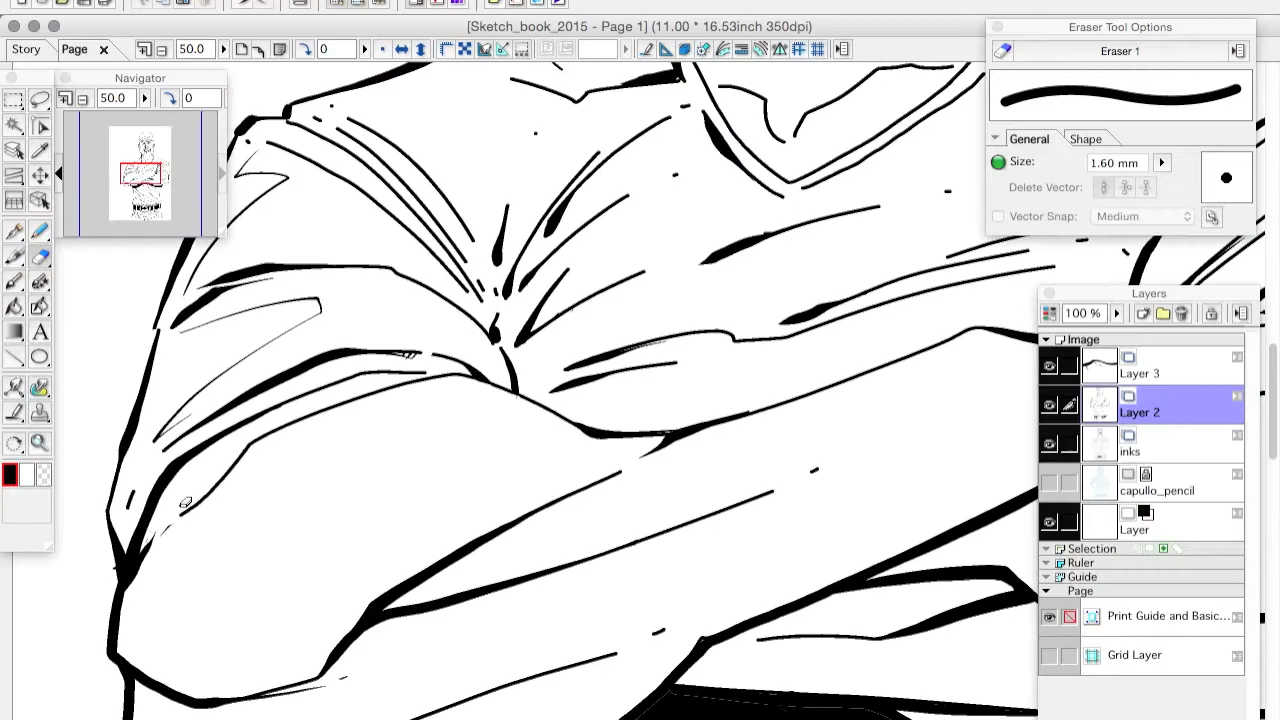 [Sketch_book_2015 - Page 1] (11.00 * 16.53inch 350dpi)
Eraser Tool Options
Story
Page
50.0
0
Eraser 1
Navigator
50.0
0
General
Shape
Size:
1.60 mm
Delete Vector:
Vector Snap:
Medium
Layers
100 %
Image
Layer 3
Layer 2
inks
capullo_pencil
Layer
Selection
Ruler
Guide
Page
Print Guide and Basic...
Grid Layer
A